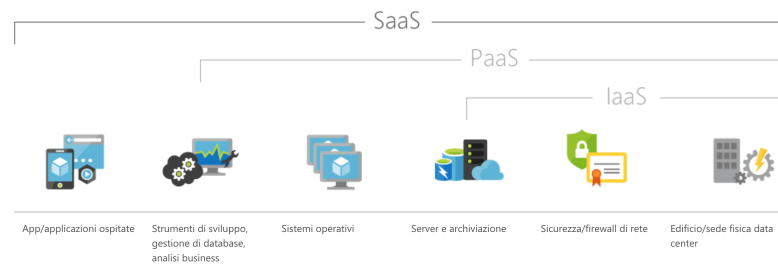 SaaS
PaaS
IaaS
App/applicazioni ospitate
Strumenti di sviluppo,
gestione di database,
analisi business
Sistemi operativi
Server e archiviazione
Sicurezza/firewall di rete
Edificio/sede fisica data
center